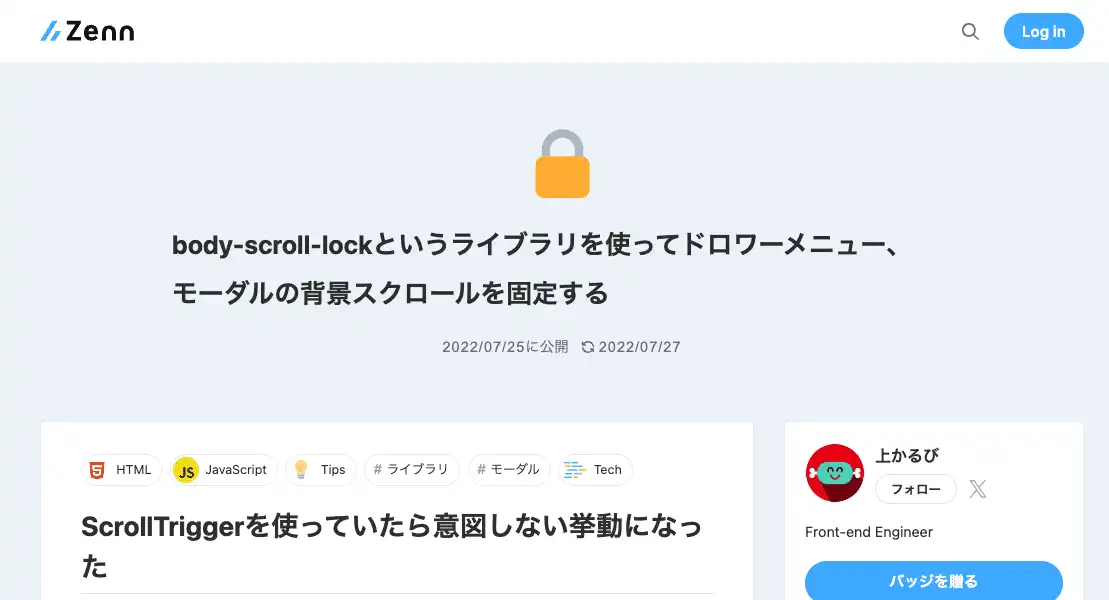 Zenn
Log in
body-scroll-lockというライブラリを使ってドロワーメニュー、
モーダルの背景スクロールを固定する
2022/07/25に公開 2022/07/27
HTML JavaScript Tips # ライブラリ # モーダル Tech
ScrollTriggerを使っていたら意図しない挙動になっ
た
上かるび
フォロー
Front-end Engineer
バッジを贈る